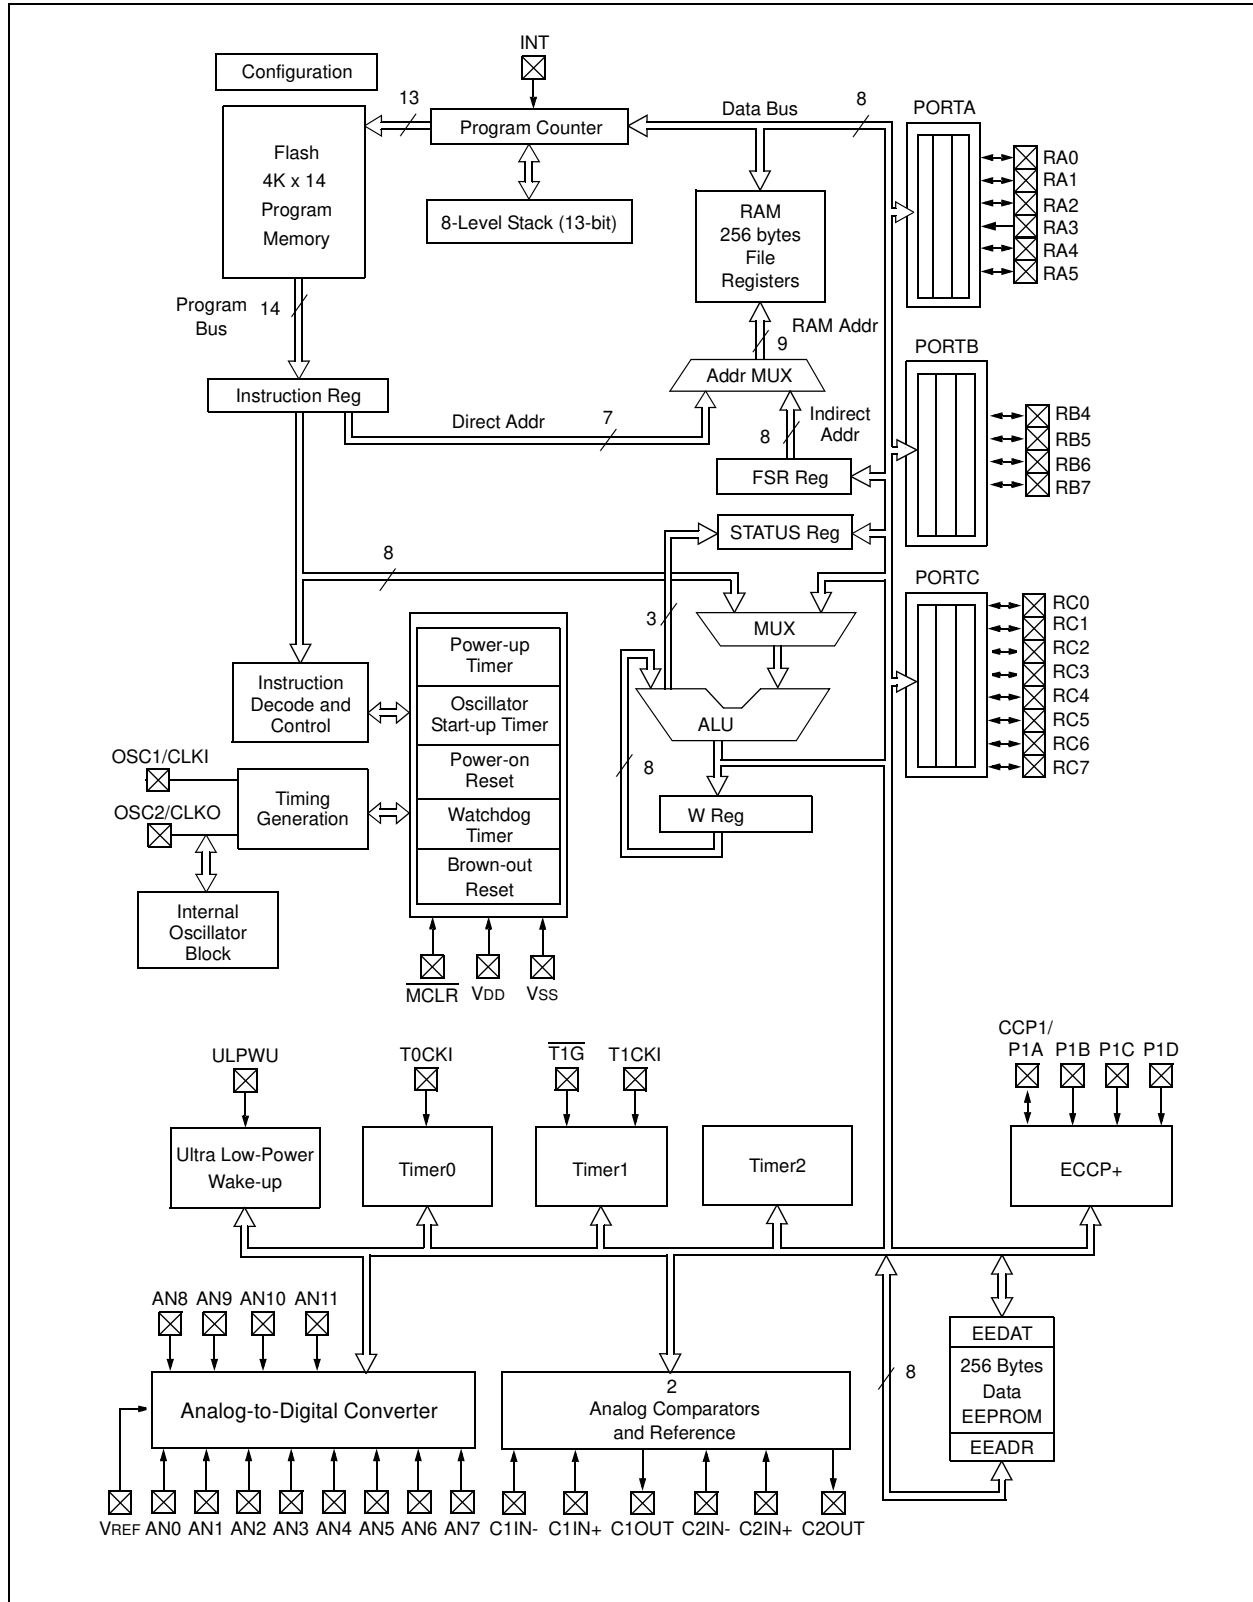 INT
Configuration
13
Data Bus
8
PORTA
Program Counter
Flash
4K x 14
Program
Memory
8-Level Stack (13-bit)
RAM
256 bytes
File
Registers
RA0
RA1
RA2
RA3
RA4
RA5
Program
Bus
14
RAM Addr
9
PORTB
Addr MUX
Instruction Reg
Direct Addr
7
Indirect
Addr
8
FSR Reg
RB4
RB5
RB6
RB7
STATUS Reg
8
PORTC
3
MUX
RC0
RC1
RC2
RC3
RC4
RC5
RC6
RC7
Power-up
Timer
Instruction
Decode and
Control
Oscillator
Start-up Timer
ALU
OSC1/CLKI
Power-on
Reset
8
Timing
Generation
OSC2/CLKO
Watchdog
Timer
W Reg
Brown-out
Reset
Internal
Oscillator
Block
MCLR
VDD
VSS
CCP1/
P1A
P1B
P1C
P1D
ULPWU
T0CKI
T1G
T1CKI
Ultra Low-Power
Wake-up
Timer0
Timer1
Timer2
ECCP+
AN8
AN9
AN10
AN11
EEDAT
256 Bytes
Data
EEPROM
EEADR
8
Analog-to-Digital Converter
2
Analog Comparators
and Reference
VREF
AN0
AN1
AN2
AN3
AN4
AN5
AN6
AN7
C1IN-
C1IN+
C1OUT
C2IN-
C2IN+
C2OUT